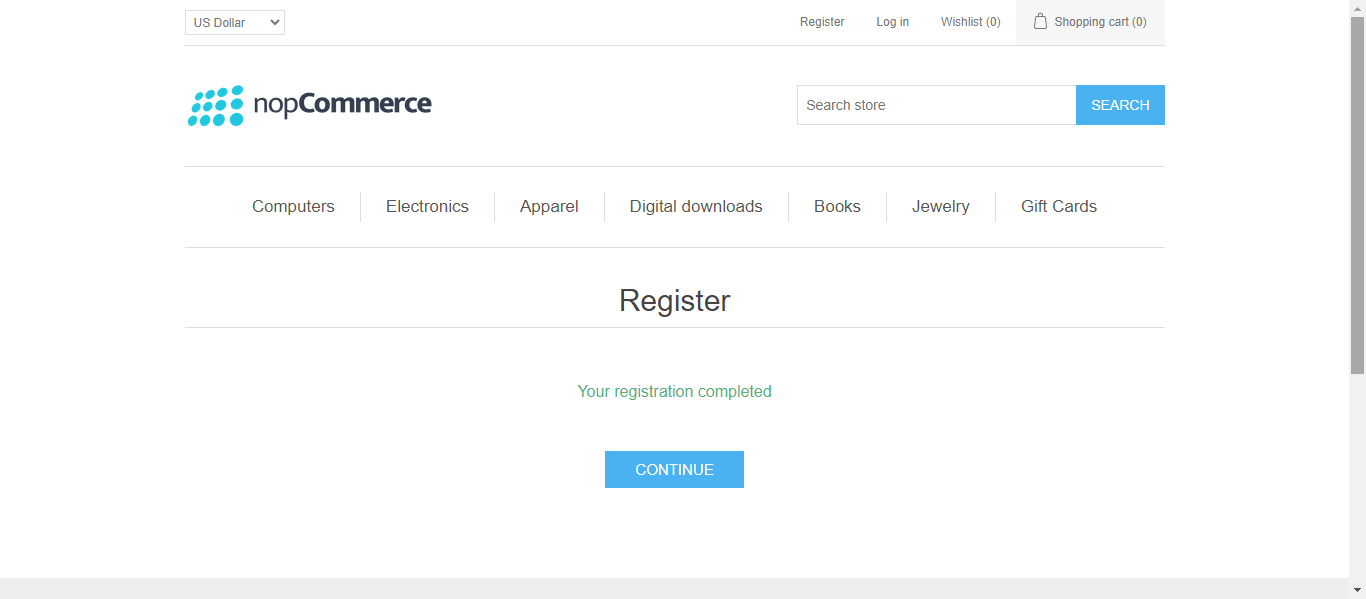 US Dollar
Register
Log in
Wishlist (0)
Shopping cart (0)
nopCommerce
Search store
SEARCH
Computers
Electronics
Apparel
Digital downloads
Books
Jewelry
Gift Cards
Register
Your registration completed
CONTINUE